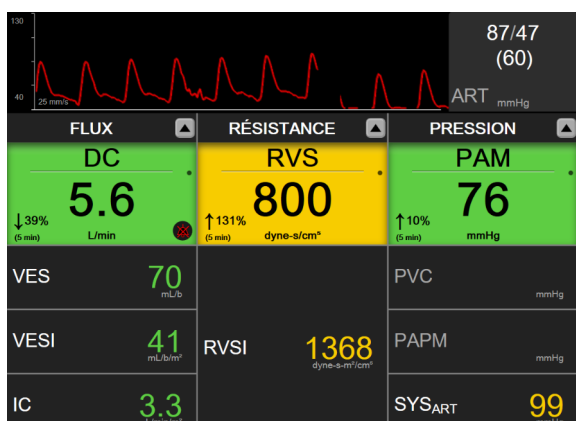 130
87/47
(60)
40
25 mm/s
ART mmHg
FLUX
RÉSISTANCE
PRESSION
DC
RVS
PAM
5.6
800
76
↓39%
(5 min)
L/min
↑131%
(5 min)
dyne-s/cm⁵
↑10%
(5 min)
mmHg
VES
70
mL/b
PVC
mmHg
VESI
41
mL/b/m²
RVSI
1368
dyne-s-m²/cm⁵
PAPM
mmHg
IC
3.3
SYSART
99